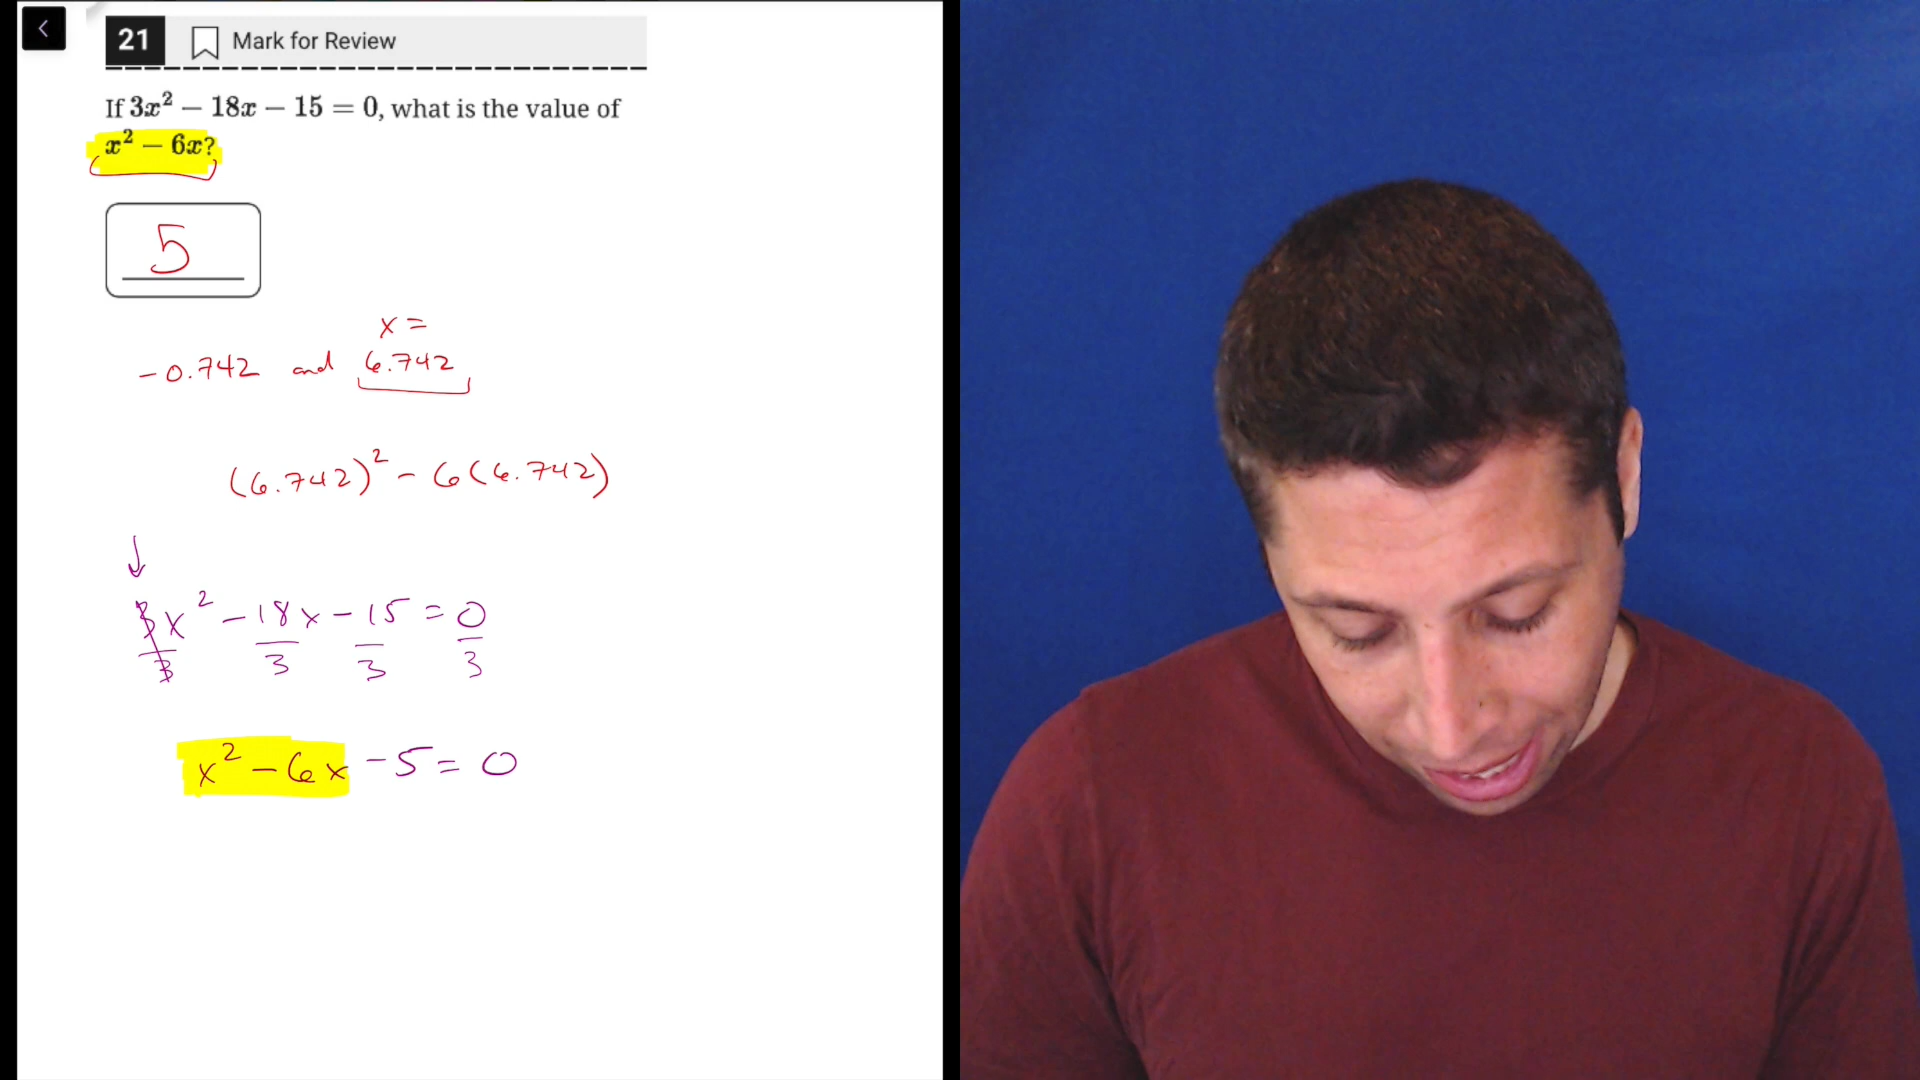 21 Mark for Review
If 3x² − 18x − 15 = 0, what is the value of
x² − 6x?
5
x =
-0.742 and 6.742
(6.742)² - 6(6.742)
↓
3x² - 18x - 15 = 0
3 3 3 3
x² - 6x - 5 = 0